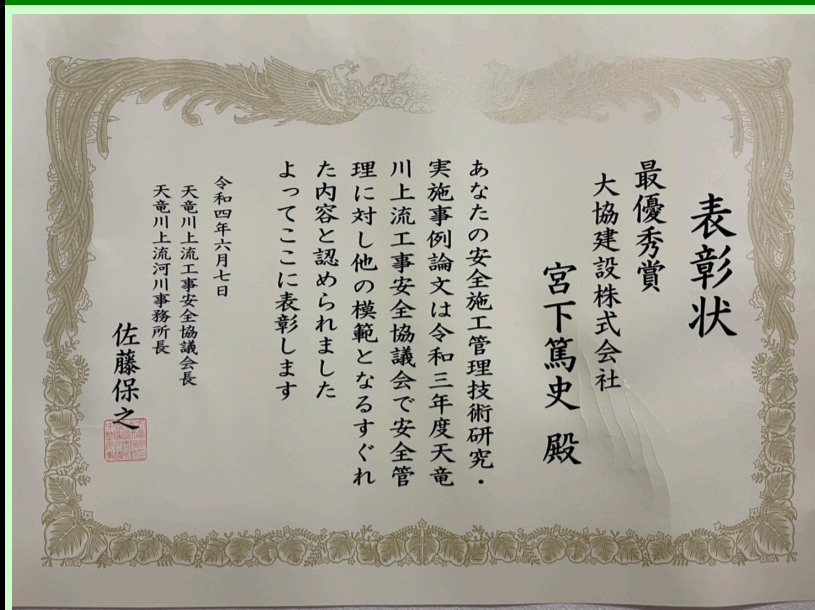 表彰状
最優秀賞
大協建設株式会社
宮下篤史 殿
あなたの安全施工管理技術研究・
実施事例論文は令和三年度天竜
川上流工事安全協議会で安全管
理に対し他の模範となるすぐれ
た内容と認められました
よってここに表彰します
令和四年六月七日
天竜川上流工事安全協議会長
天竜川上流河川事務所長
佐藤保之